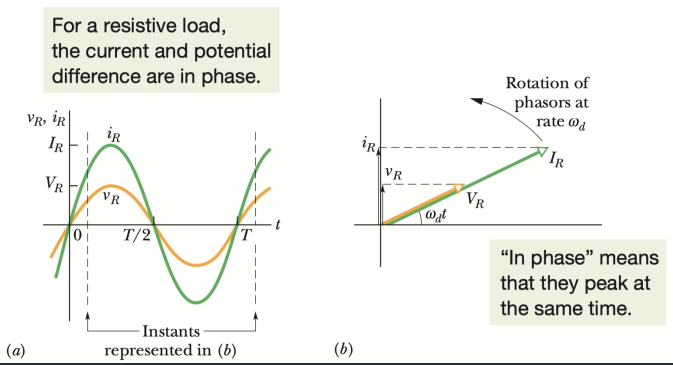 For a resistive load,
the current and potential
difference are in phase.
v_R, i_R
I_R
i_R
V_R
v_R
0
T/2
T
t
Instants
represented in (b)
(a)
Rotation of
phasors at
rate ω_d
i_R
I_R
v_R
V_R
ω_dt
"In phase" means
that they peak at
the same time.
(b)